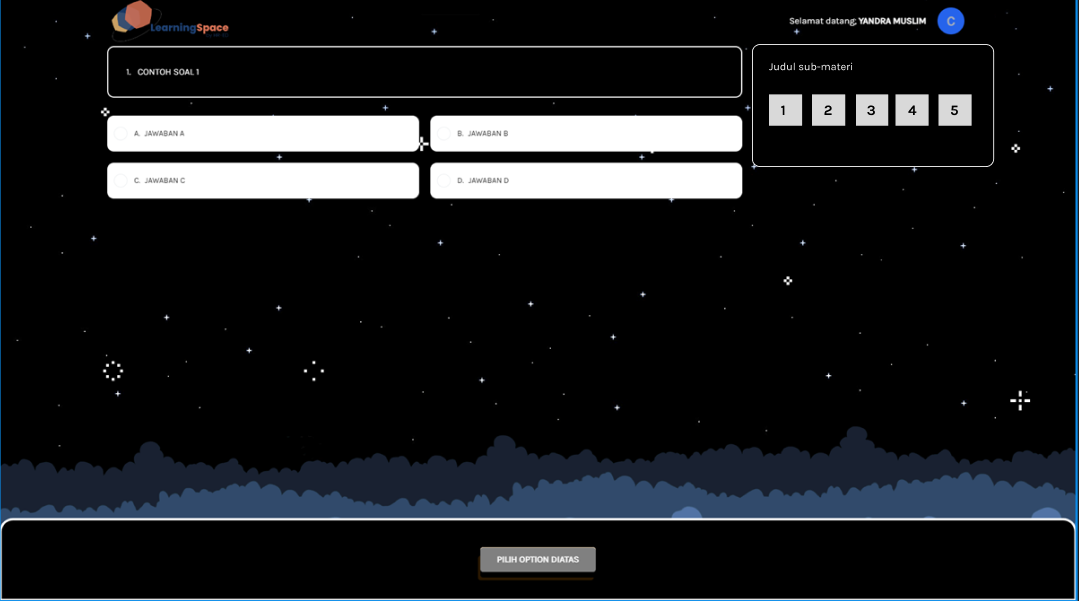 LearningSpace
Selamat datang, YANDRA MUSLIM
C
1. CONTOH SOAL 1
A. JAWABAN A
B. JAWABAN B
C. JAWABAN C
D. JAWABAN D
Judul sub-materi
1 2 3 4 5
PILIH OPTION DIATAS